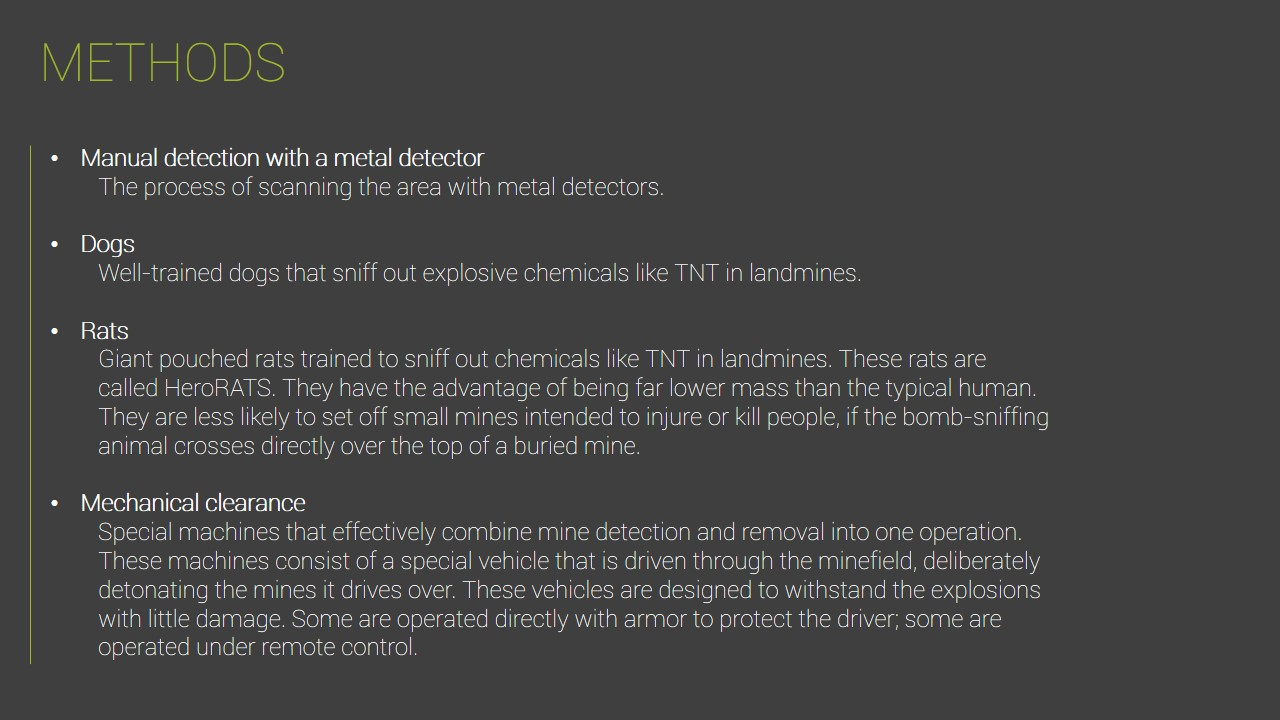 METHODS
• Manual detection with a metal detector
The process of scanning the area with metal detectors.
• Dogs
Well-trained dogs that sniff out explosive chemicals like TNT in landmines.
• Rats
Giant pouched rats trained to sniff out chemicals like TNT in landmines. These rats are
called HeroRATS. They have the advantage of being far lower mass than the typical human.
They are less likely to set off small mines intended to injure or kill people, if the bomb-sniffing
animal crosses directly over the top of a buried mine.
• Mechanical clearance
Special machines that effectively combine mine detection and removal into one operation.
These machines consist of a special vehicle that is driven through the minefield, deliberately
detonating the mines it drives over. These vehicles are designed to withstand the explosions
with little damage. Some are operated directly with armor to protect the driver; some are
operated under remote control.